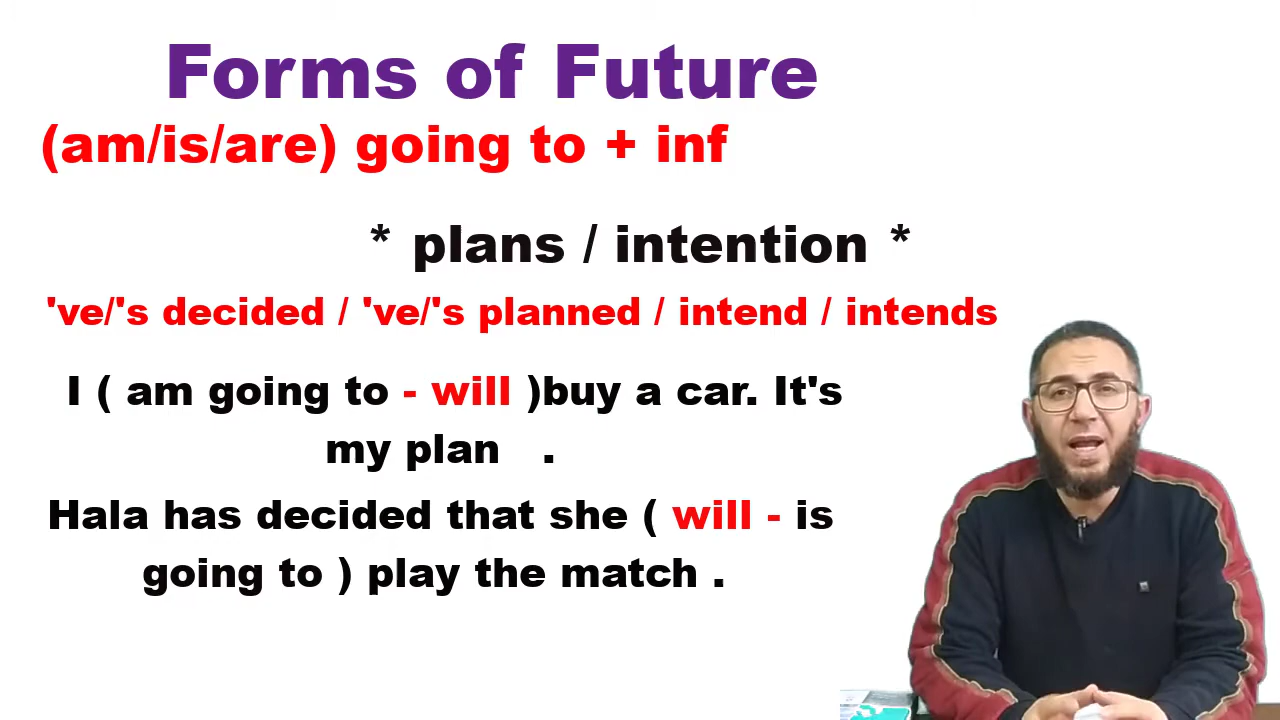 Forms of Future
(am/is/are) going to + inf
* plans / intention *
've/'s decided / 've/'s planned / intend / intends
I ( am going to - will )buy a car. It's
my plan .
Hala has decided that she ( will - is
going to ) play the match .